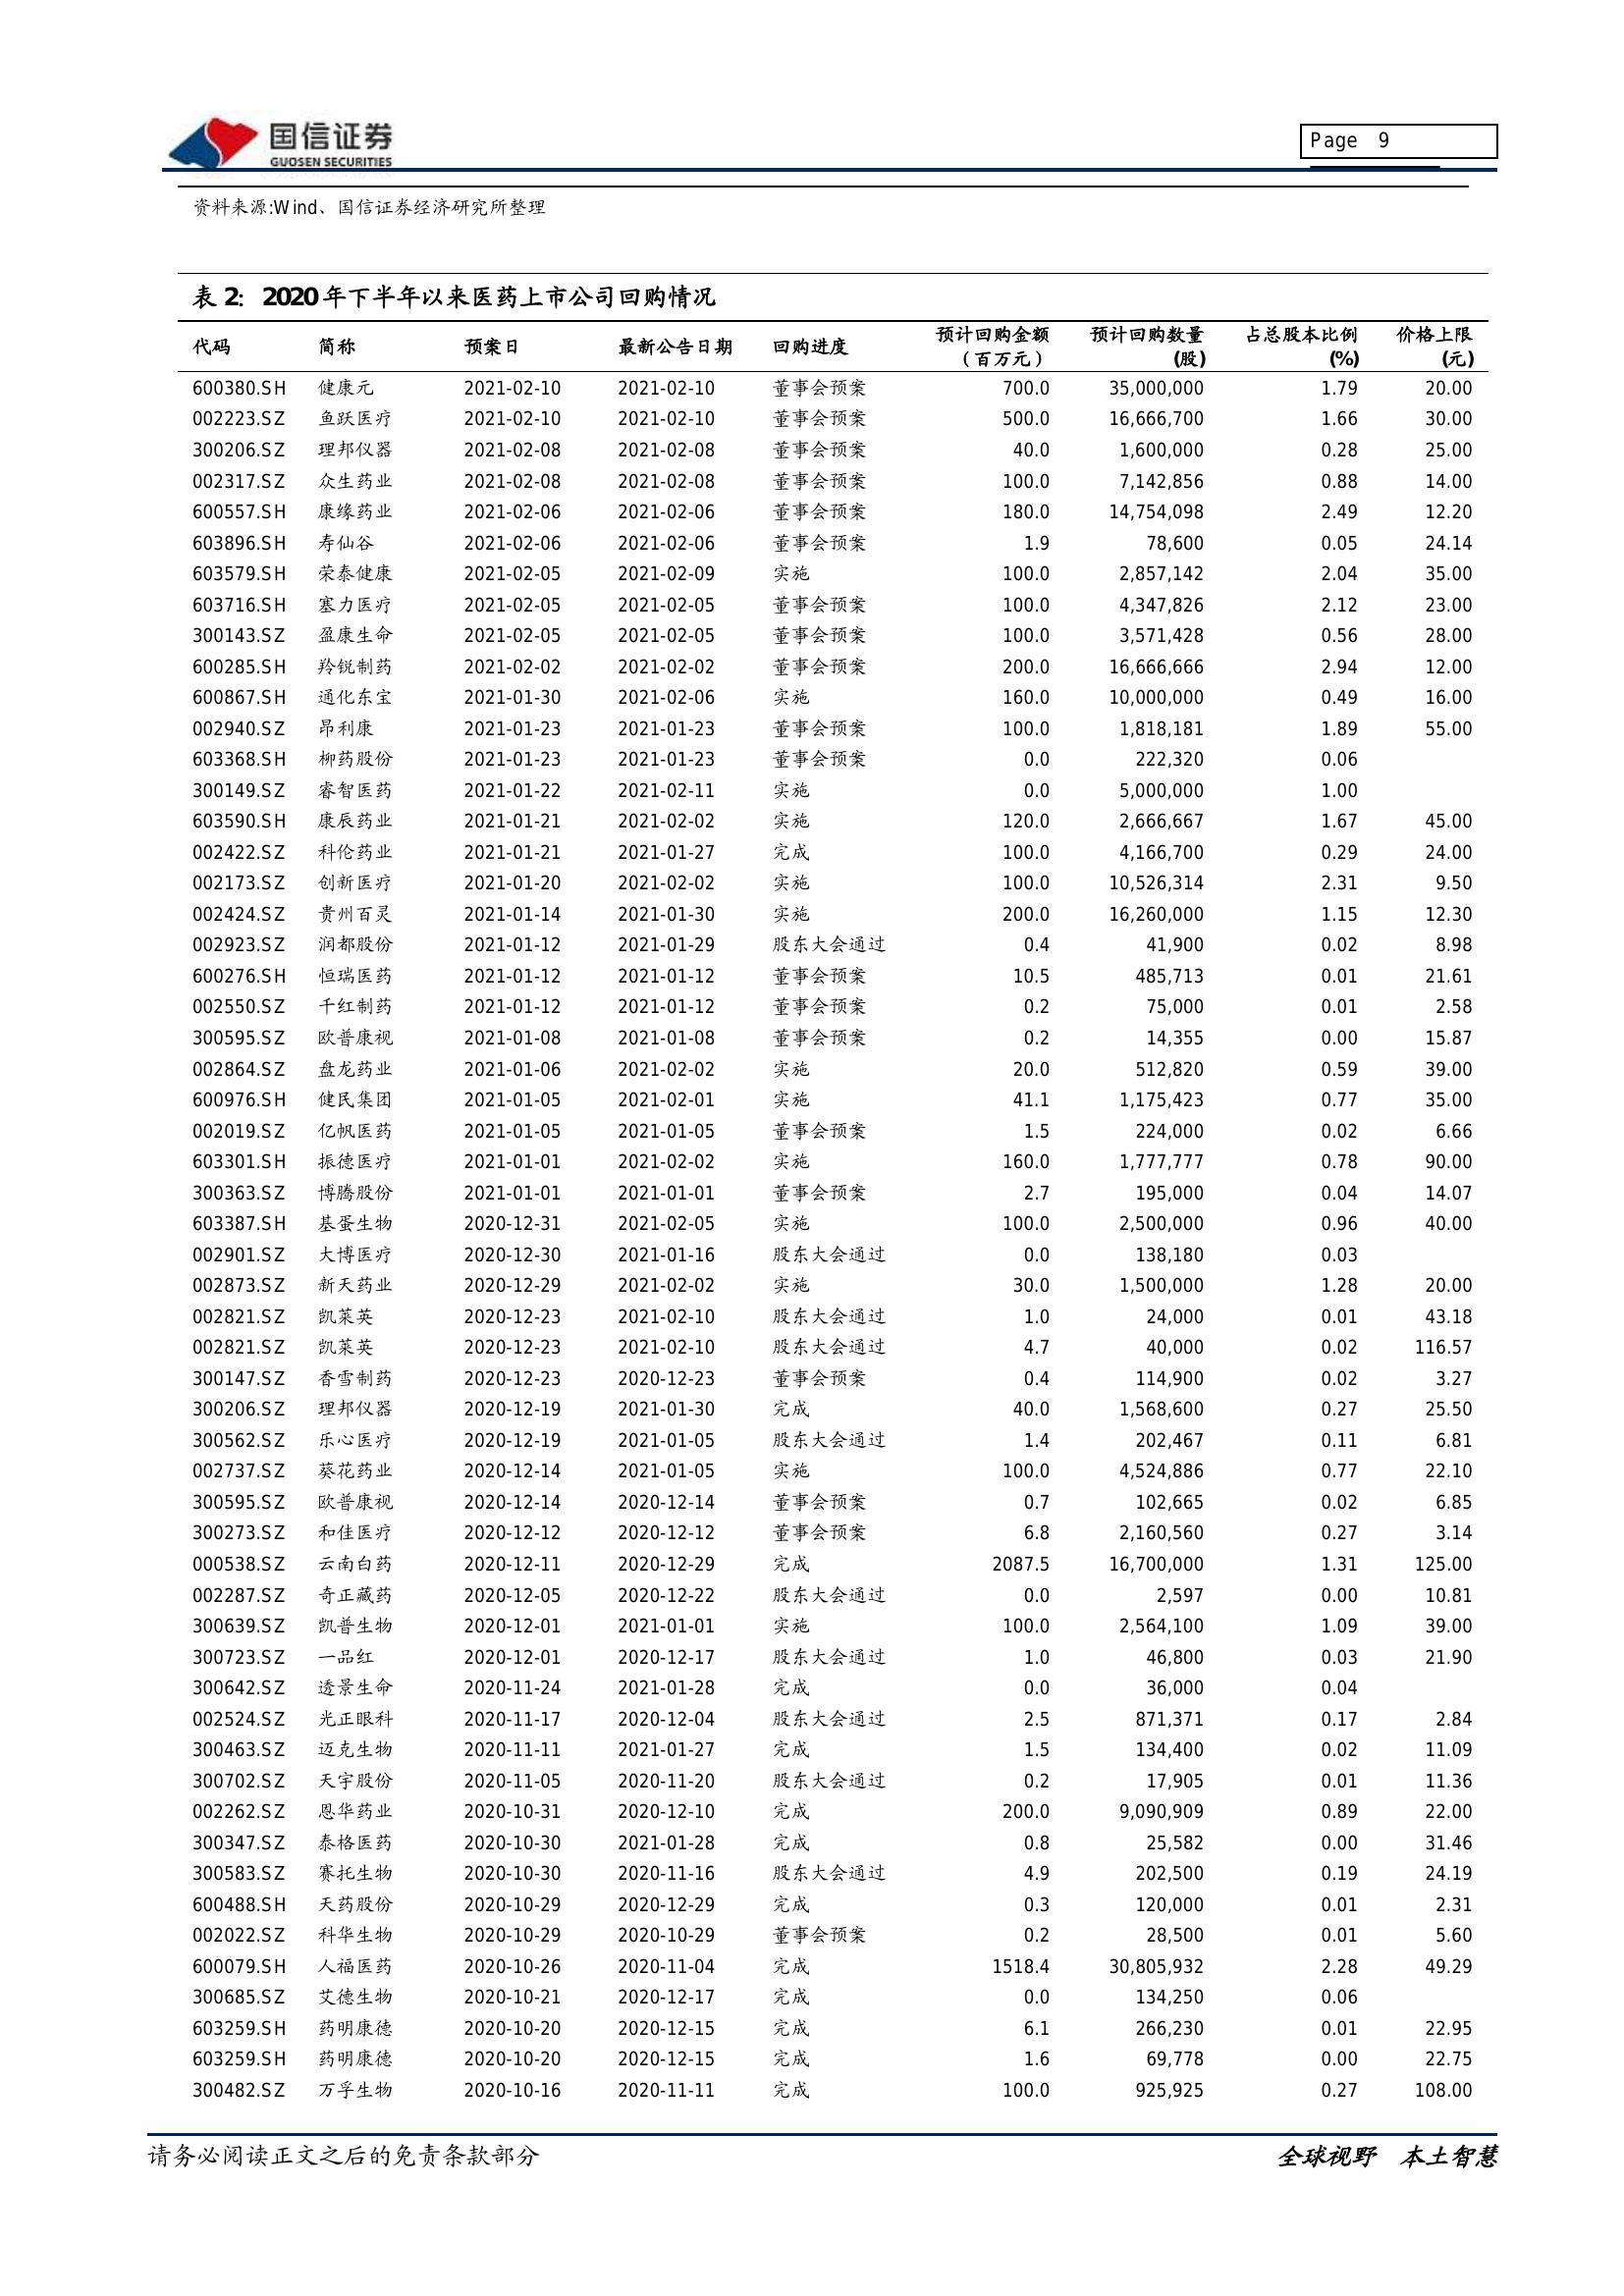 国信证券
GUOSEN SECURITIES
Page 9
资料来源:Wind、国信证券经济研究所整理
表 2: 2020 年下半年以来医药上市公司回购情况
代码 简称 预案日 最新公告日期 回购进度 预计回购金额（百万元） 预计回购数量(股) 占总股本比例(%) 价格上限(元)
600380.SH 健康元 2021-02-10 2021-02-10 董事会预案 700.0 35,000,000 1.79 20.00
002223.SZ 鱼跃医疗 2021-02-10 2021-02-10 董事会预案 500.0 16,666,700 1.66 30.00
300206.SZ 理邦仪器 2021-02-08 2021-02-08 董事会预案 40.0 1,600,000 0.28 25.00
002317.SZ 众生药业 2021-02-08 2021-02-08 董事会预案 100.0 7,142,856 0.88 14.00
600557.SH 康缘药业 2021-02-06 2021-02-06 董事会预案 180.0 14,754,098 2.49 12.20
603896.SH 寿仙谷 2021-02-06 2021-02-06 董事会预案 1.9 78,600 0.05 24.14
603579.SH 荣泰健康 2021-02-05 2021-02-09 实施 100.0 2,857,142 2.04 35.00
603716.SH 塞力医疗 2021-02-05 2021-02-05 董事会预案 100.0 4,347,826 2.12 23.00
300143.SZ 盈康生命 2021-02-05 2021-02-05 董事会预案 100.0 3,571,428 0.56 28.00
600285.SH 羚锐制药 2021-02-02 2021-02-02 董事会预案 200.0 16,666,666 2.94 12.00
600867.SH 通化东宝 2021-01-30 2021-02-06 实施 160.0 10,000,000 0.49 16.00
002940.SZ 昂利康 2021-01-23 2021-01-23 董事会预案 100.0 1,818,181 1.89 55.00
603368.SH 柳药股份 2021-01-23 2021-01-23 董事会预案 0.0 222,320 0.06
300149.SZ 睿智医药 2021-01-22 2021-02-11 实施 0.0 5,000,000 1.00
603590.SH 康辰药业 2021-01-21 2021-02-02 实施 120.0 2,666,667 1.67 45.00
002422.SZ 科伦药业 2021-01-21 2021-01-27 完成 100.0 4,166,700 0.29 24.00
002173.SZ 创新医疗 2021-01-20 2021-02-02 实施 100.0 10,526,314 2.31 9.50
002424.SZ 贵州百灵 2021-01-14 2021-01-30 实施 200.0 16,260,000 1.15 12.30
002923.SZ 润都股份 2021-01-12 2021-01-29 股东大会通过 0.4 41,900 0.02 8.98
600276.SH 恒瑞医药 2021-01-12 2021-01-12 董事会预案 10.5 485,713 0.01 21.61
002550.SZ 千红制药 2021-01-12 2021-01-12 董事会预案 0.2 75,000 0.01 2.58
300595.SZ 欧普康视 2021-01-08 2021-01-08 董事会预案 0.2 14,355 0.00 15.87
002864.SZ 盘龙药业 2021-01-06 2021-02-02 实施 20.0 512,820 0.59 39.00
600976.SH 健民集团 2021-01-05 2021-02-01 实施 41.1 1,175,423 0.77 35.00
002019.SZ 亿帆医药 2021-01-05 2021-01-05 董事会预案 1.5 224,000 0.02 6.66
603301.SH 振德医疗 2021-01-01 2021-02-02 实施 160.0 1,777,777 0.78 90.00
300363.SZ 博腾股份 2021-01-01 2021-01-01 董事会预案 2.7 195,000 0.04 14.07
603387.SH 基蛋生物 2020-12-31 2021-02-05 实施 100.0 2,500,000 0.96 40.00
002901.SZ 大博医疗 2020-12-30 2021-01-16 股东大会通过 0.0 138,180 0.03
002873.SZ 新天药业 2020-12-29 2021-02-02 实施 30.0 1,500,000 1.28 20.00
002821.SZ 凯莱英 2020-12-23 2021-02-10 股东大会通过 1.0 24,000 0.01 43.18
002821.SZ 凯莱英 2020-12-23 2021-02-10 股东大会通过 4.7 40,000 0.02 116.57
300147.SZ 香雪制药 2020-12-23 2020-12-23 董事会预案 0.4 114,900 0.02 3.27
300206.SZ 理邦仪器 2020-12-19 2021-01-30 完成 40.0 1,568,600 0.27 25.50
300562.SZ 乐心医疗 2020-12-19 2021-01-05 股东大会通过 1.4 202,467 0.11 6.81
002737.SZ 葵花药业 2020-12-14 2021-01-05 实施 100.0 4,524,886 0.77 22.10
300595.SZ 欧普康视 2020-12-14 2020-12-14 董事会预案 0.7 102,665 0.02 6.85
300273.SZ 和佳医疗 2020-12-12 2020-12-12 董事会预案 6.8 2,160,560 0.27 3.14
000538.SZ 云南白药 2020-12-11 2020-12-29 完成 2087.5 16,700,000 1.31 125.00
002287.SZ 奇正藏药 2020-12-05 2020-12-22 股东大会通过 0.0 2,597 0.00 10.81
300639.SZ 凯普生物 2020-12-01 2021-01-01 实施 100.0 2,564,100 1.09 39.00
300723.SZ 一品红 2020-12-01 2020-12-17 股东大会通过 1.0 46,800 0.03 21.90
300642.SZ 透景生命 2020-11-24 2021-01-28 完成 0.0 36,000 0.04
002524.SZ 光正眼科 2020-11-17 2020-12-04 股东大会通过 2.5 871,371 0.17 2.84
300463.SZ 迈克生物 2020-11-11 2021-01-27 完成 1.5 134,400 0.02 11.09
300702.SZ 天宇股份 2020-11-05 2020-11-20 股东大会通过 0.2 17,905 0.01 11.36
002262.SZ 恩华药业 2020-10-31 2020-12-10 完成 200.0 9,090,909 0.89 22.00
300347.SZ 泰格医药 2020-10-30 2021-01-28 完成 0.8 25,582 0.00 31.46
300583.SZ 赛托生物 2020-10-30 2020-11-16 股东大会通过 4.9 202,500 0.19 24.19
600488.SH 天药股份 2020-10-29 2020-12-29 完成 0.3 120,000 0.01 2.31
002022.SZ 科华生物 2020-10-29 2020-10-29 董事会预案 0.2 28,500 0.01 5.60
600079.SH 人福医药 2020-10-26 2020-11-04 完成 1518.4 30,805,932 2.28 49.29
300685.SZ 艾德生物 2020-10-21 2020-12-17 完成 0.0 134,250 0.06
603259.SH 药明康德 2020-10-20 2020-12-15 完成 6.1 266,230 0.01 22.95
603259.SH 药明康德 2020-10-20 2020-12-15 完成 1.6 69,778 0.00 22.75
300482.SZ 万孚生物 2020-10-16 2020-11-11 完成 100.0 925,925 0.27 108.00
请务必阅读正文之后的免责条款部分 全球视野 本土智慧